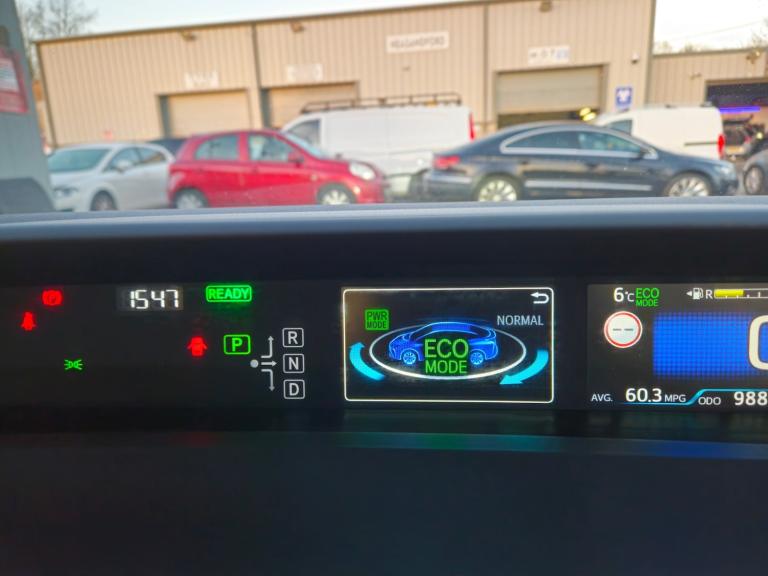 1547
READY
P
R
N
D
PWR
MODE
NORMAL
ECO
MODE
6°C
ECO
MODE
R
--
AVG. 60.3 MPG
ODO 988